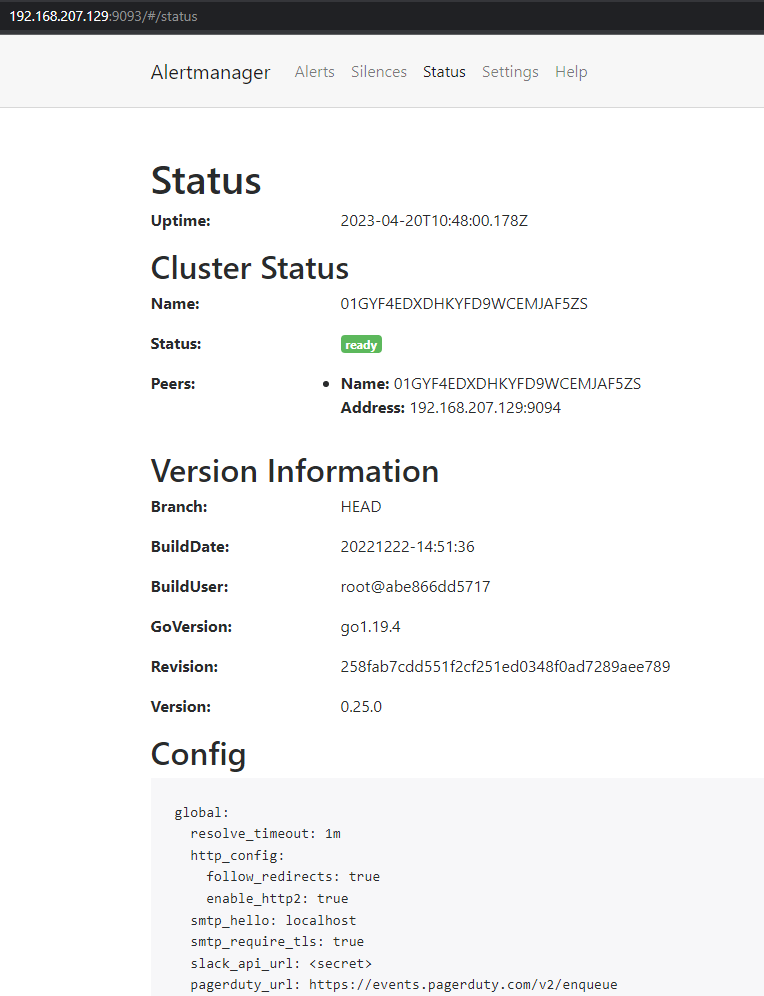 192.168.207.129:9093/#/status
Alertmanager Alerts Silences Status Settings Help
Status
Uptime: 2023-04-20T10:48:00.178Z
Cluster Status
Name: 01GYF4EDXDHKYFD9WCEMJAF5ZS
Status: ready
Peers: • Name: 01GYF4EDXDHKYFD9WCEMJAF5ZS
Address: 192.168.207.129:9094
Version Information
Branch: HEAD
BuildDate: 20221222-14:51:36
BuildUser: root@abe866dd5717
GoVersion: go1.19.4
Revision: 258fab7cdd551f2cf251ed0348f0ad7289aee789
Version: 0.25.0
Config
global:
  resolve_timeout: 1m
  http_config:
    follow_redirects: true
    enable_http2: true
  smtp_hello: localhost
  smtp_require_tls: true
  slack_api_url: <secret>
  pagerduty_url: https://events.pagerduty.com/v2/enqueue